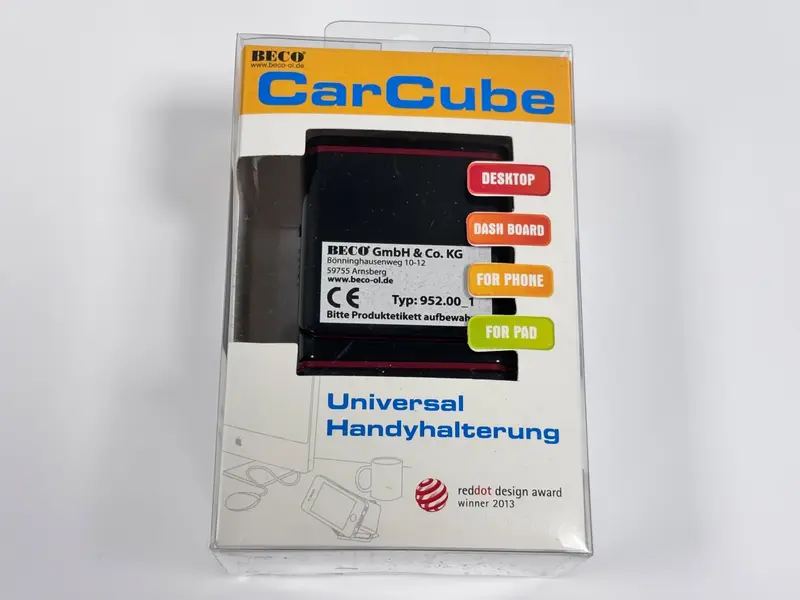 BECO®
www.beco-ol.de
CarCube
DESKTOP
DASH BOARD
FOR PHONE
FOR PAD
BECO® GmbH & Co. KG
Bönninghausenweg 10-12
59755 Arnsberg
www.beco-ol.de
CE
Typ: 952.00_1
Bitte Produktetikett aufbewah
Universal
Handyhalterung
reddot design award
winner 2013